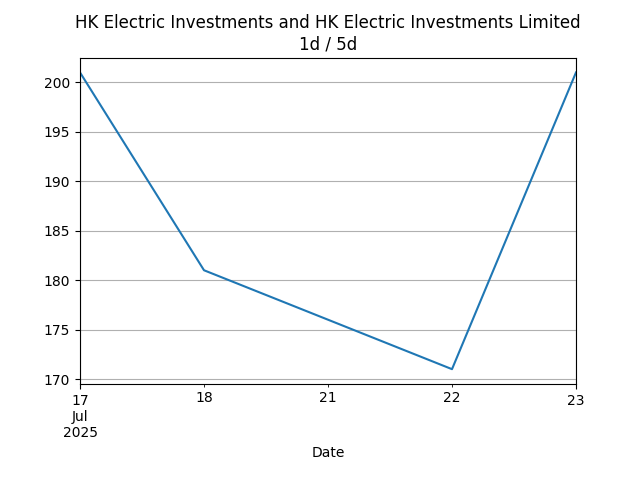 HK Electric Investments and HK Electric Investments Limited
1d / 5d
200
195
190
185
180
175
170
17 18 21 22 23
Jul
2025
Date